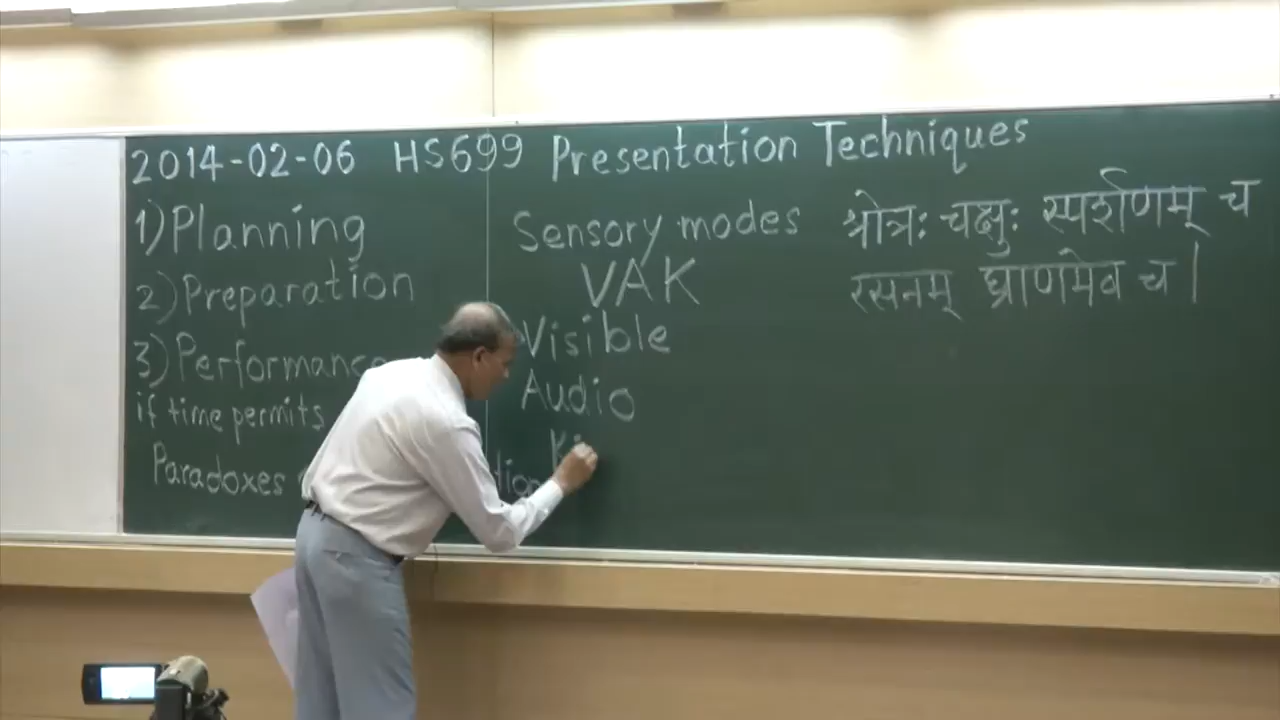 2014-02-06 HS699 Presentation Techniques
1) Planning
2) Preparation
3) Performance
if time permits
Paradoxes
Sensory modes
VAK
Visible
Audio
Ki
श्रोत्रः चक्षुः स्पर्शणम् च
रसनम् घ्राणमेव च।